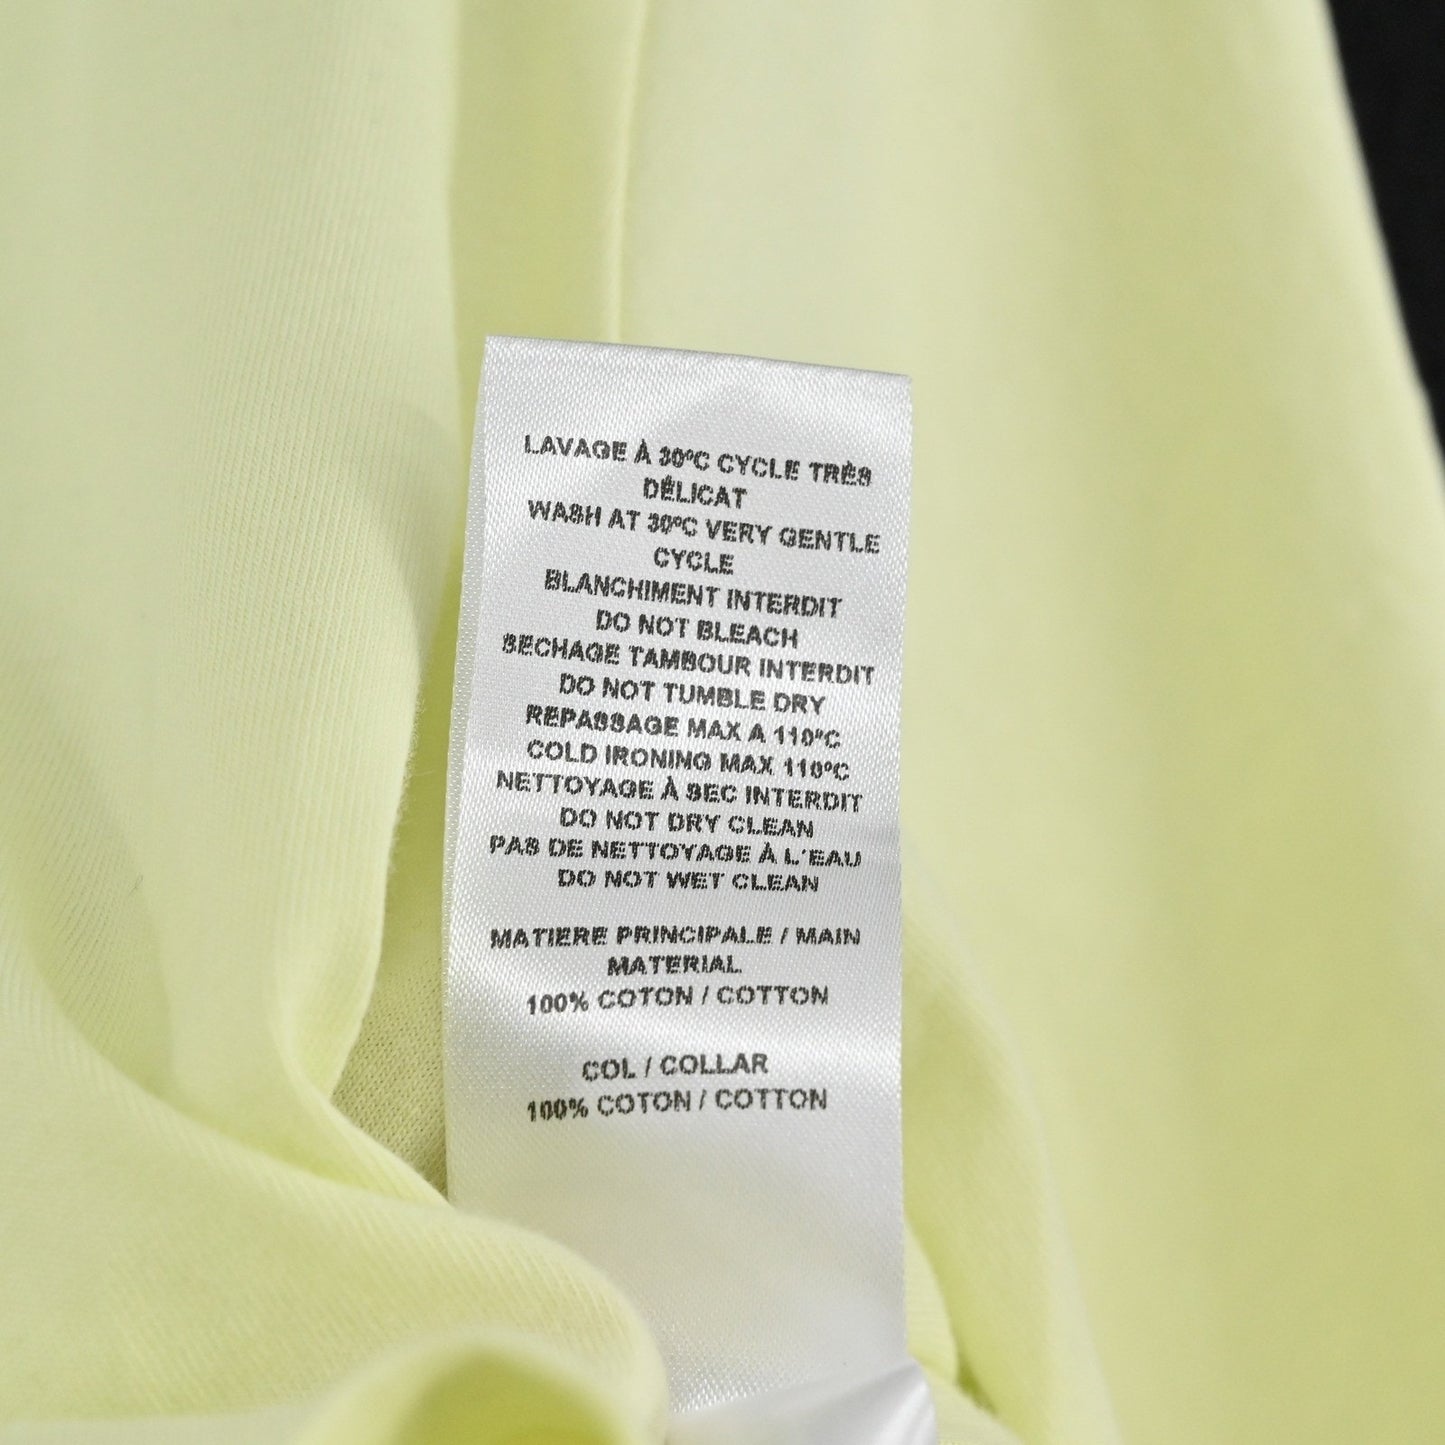 LAVAGE À 30°C CYCLE TRÈS
DÉLICAT
WASH AT 30°C VERY GENTLE
CYCLE
BLANCHIMENT INTERDIT
DO NOT BLEACH
SECHAGE TAMBOUR INTERDIT
DO NOT TUMBLE DRY
REPASSAGE MAX A 110°C
COLD IRONING MAX 110°C
NETTOYAGE À SEC INTERDIT
DO NOT DRY CLEAN
PAS DE NETTOYAGE À L'EAU
DO NOT WET CLEAN
MATIERE PRINCIPALE / MAIN
MATERIAL
100% COTON / COTTON
COL / COLLAR
100% COTON / COTTON